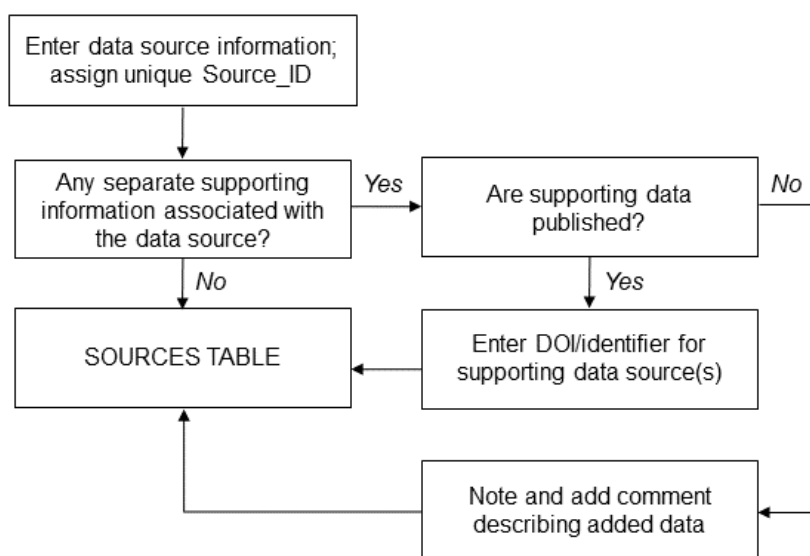 Enter data source information;
assign unique Source_ID
Any separate supporting
information associated with
the data source?
Yes
Are supporting data
published?
No
No
Yes
SOURCES TABLE
Enter DOI/identifier for
supporting data source(s)
Note and add comment
describing added data